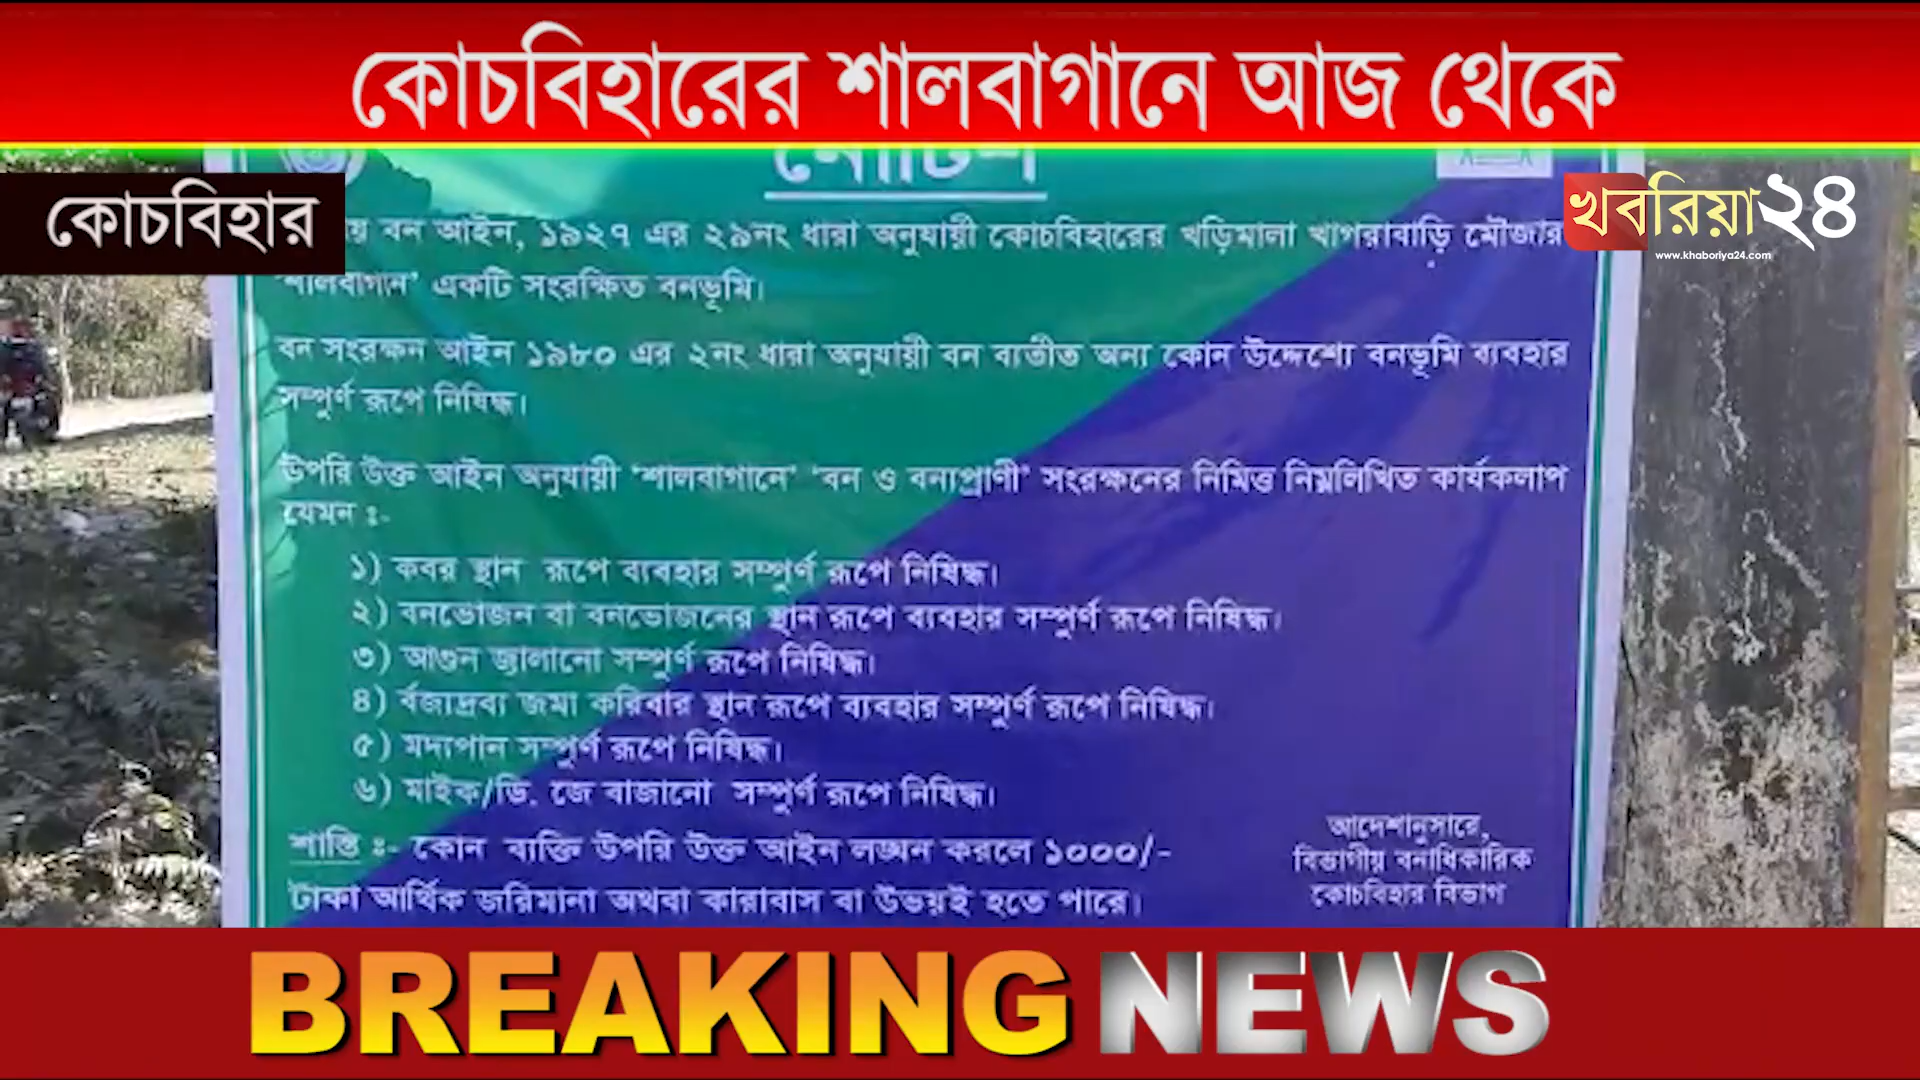 কোচবিহারের শালবাগানে আজ থেকে
নোটিশ
কোচবিহার
খবরিয়া২৪
www.khaboriya24.com
য় বন আইন, ১৯২৭ এর ২৯নং ধারা অনুযায়ী কোচবিহারের খড়িমালা খাগরাবাড়ি মৌজার
'শালবাগান' একটি সংরক্ষিত বনভূমি।
বন সংরক্ষন আইন ১৯৮০ এর ২নং ধারা অনুযায়ী বন ব্যতীত অন্য কোন উদ্দেশ্যে বনভূমি ব্যবহার
সম্পুর্ণ রূপে নিষিদ্ধ।
উপরি উক্ত আইন অনুযায়ী 'শালবাগানে' 'বন ও বন্যপ্রাণী' সংরক্ষনের নিমিত্ত নিম্নলিখিত কার্যকলাপ
যেমন ঃ-
১) কবর স্থান রূপে ব্যবহার সম্পুর্ণ রূপে নিষিদ্ধ।
২) বনভোজন বা বনভোজনের স্থান রূপে ব্যবহার সম্পুর্ণ রূপে নিষিদ্ধ।
৩) আগুন জ্বালানো সম্পুর্ণ রূপে নিষিদ্ধ।
৪) র্বজ্যদ্রব্য জমা করিবার স্থান রূপে ব্যবহার সম্পুর্ণ রূপে নিষিদ্ধ।
৫) মদ্যপান সম্পুর্ণ রূপে নিষিদ্ধ।
৬) মাইক/ডি. জে বাজানো সম্পুর্ণ রূপে নিষিদ্ধ।
শাস্তি ঃ- কোন ব্যক্তি উপরি উক্ত আইন লঙ্ঘন করলে ১০০০/-
টাকা আর্থিক জরিমানা অথবা কারাবাস বা উভয়ই হতে পারে।
আদেশানুসারে,
বিভাগীয় বনাধিকারিক
কোচবিহার বিভাগ
BREAKING NEWS